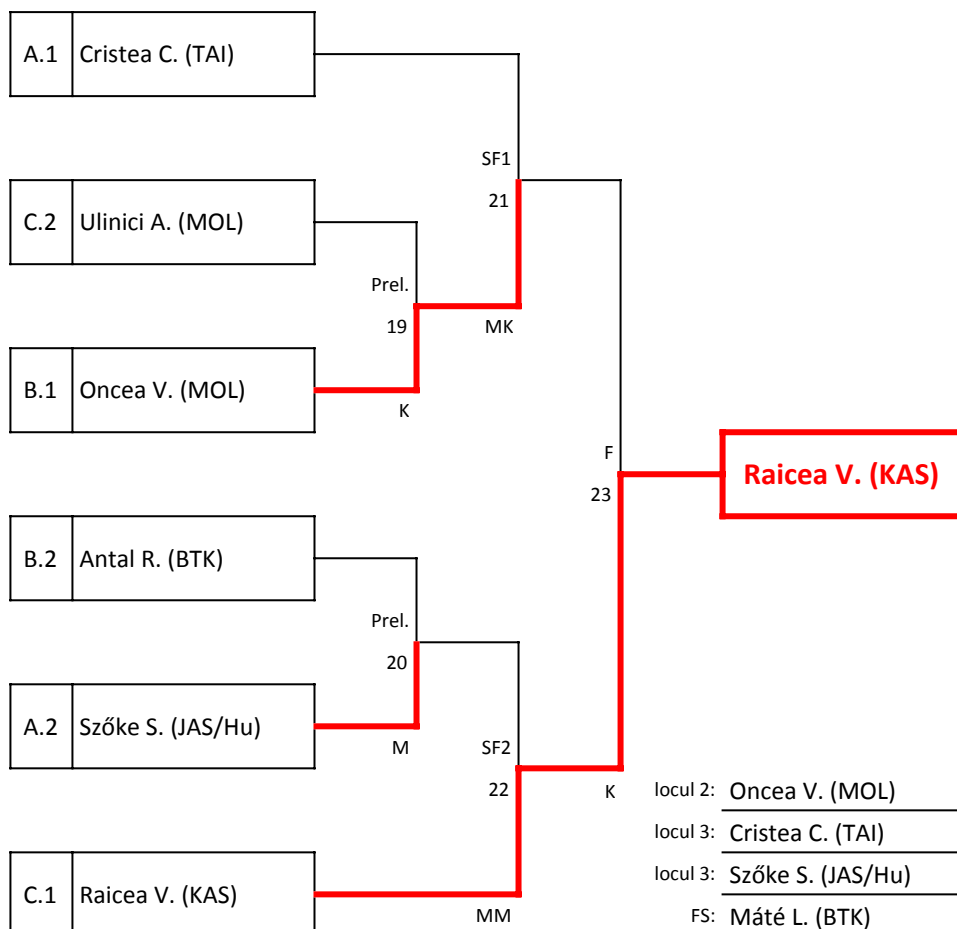 A.1 Cristea C. (TAI)
SF1
21
C.2 Ulinici A. (MOL)
Prel.
19
MK
B.1 Oncea V. (MOL)
K
F
23
Raicea V. (KAS)
B.2 Antal R. (BTK)
Prel.
20
A.2 Szőke S. (JAS/Hu)
M
SF2
22
K
locul 2: Oncea V. (MOL)
locul 3: Cristea C. (TAI)
locul 3: Szőke S. (JAS/Hu)
FS: Máté L. (BTK)
C.1 Raicea V. (KAS)
MM